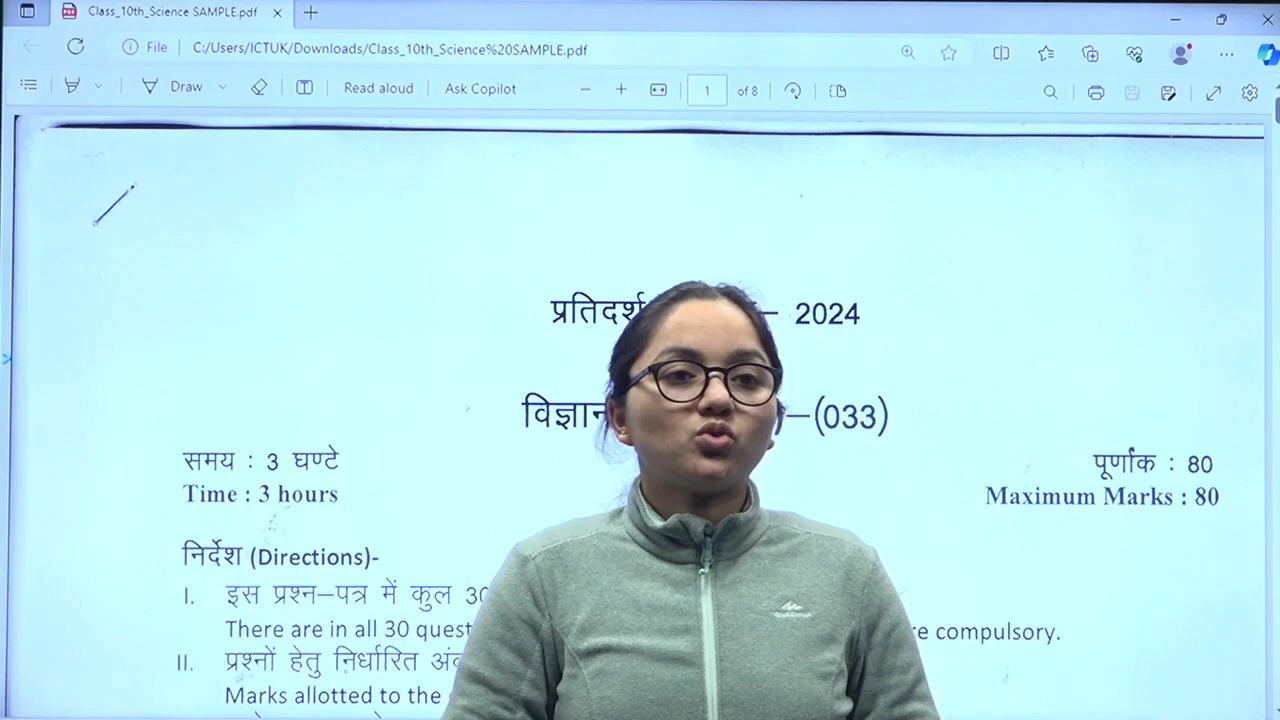 Class_10th_Science SAMPLE.pdf
File C:/Users/ICTUK/Downloads/Class_10th_Science%20SAMPLE.pdf
Draw Read aloud Ask Copilot 1 of 8
प्रतिदर्श – 2024
विज्ञान –(033)
समय : 3 घण्टे पूर्णांक : 80
Time : 3 hours Maximum Marks : 80
निर्देश (Directions)-
I. इस प्रश्न–पत्र में कुल 30
There are in all 30 compulsory.
II. प्रश्नों हेतु निर्धारित
Marks allotted to the